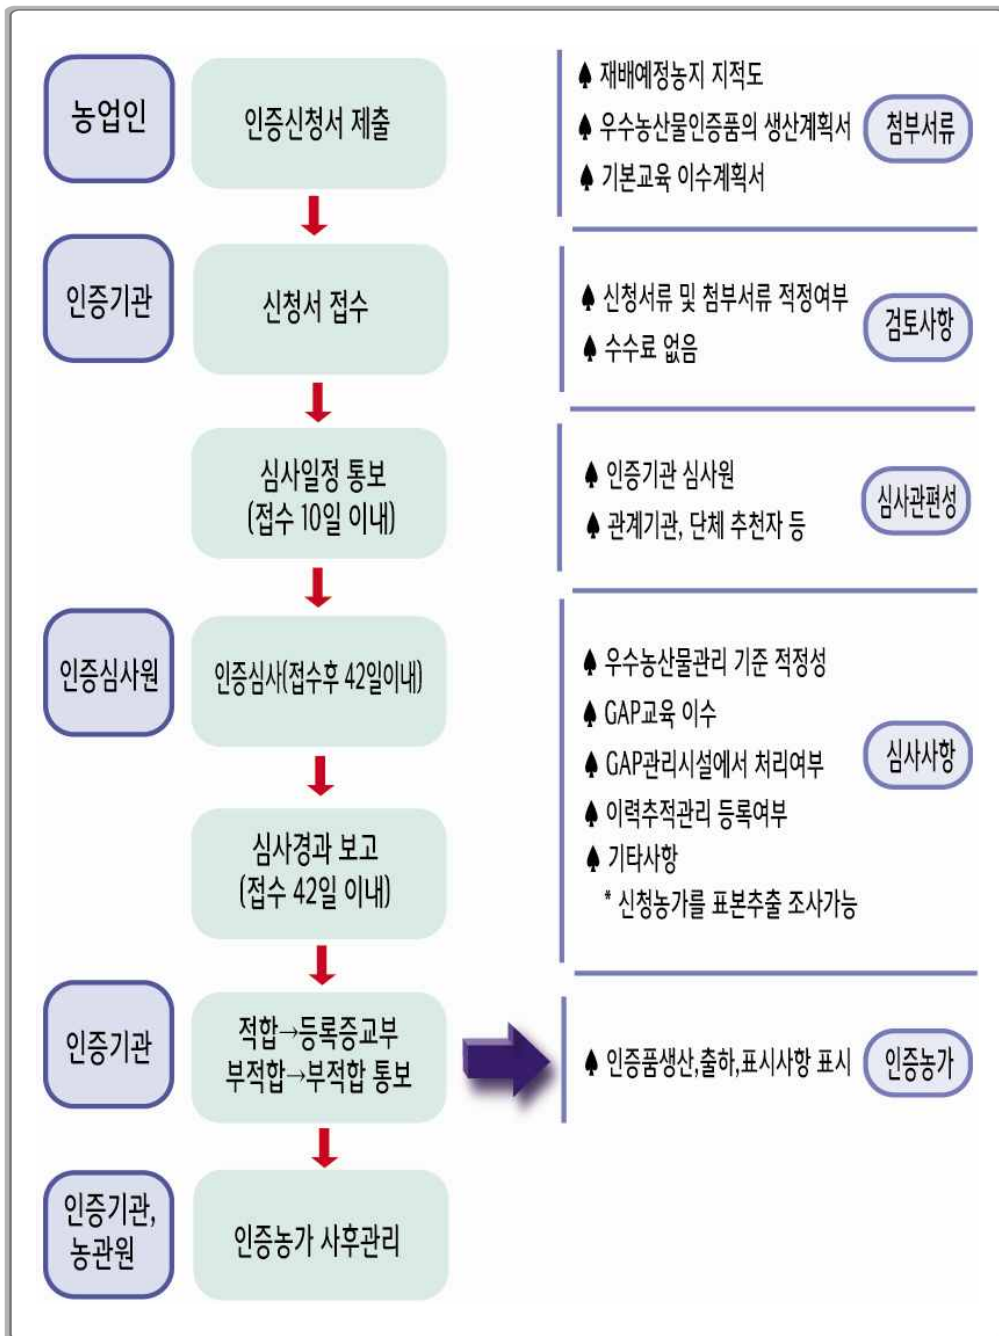 농업인
인증신청서 제출
♠ 재배예정농지 지적도
♠ 우수농산물인증품의 생산계획서
♠ 기본교육 이수계획서
첨부서류
인증기관
신청서 접수
♠ 신청서류 및 첨부서류 적정여부
♠ 수수료 없음
검토사항
심사일정 통보
(접수 10일 이내)
♠ 인증기관 심사원
♠ 관계기관, 단체 추천자 등
심사관편성
인증심사원
인증심사(접수후 42일이내)
심사경과 보고
(접수 42일 이내)
♠ 우수농산물관리 기준 적정성
♠ GAP교육 이수
♠ GAP관리시설에서 처리여부
♠ 이력추적관리 등록여부
♠ 기타사항
* 신청농가를 표본추출 조사가능
심사사항
인증기관
적합→등록증교부
부적합→부적합 통보
♠ 인증품생산,출하,표시사항 표시
인증농가
인증기관,
농관원
인증농가 사후관리